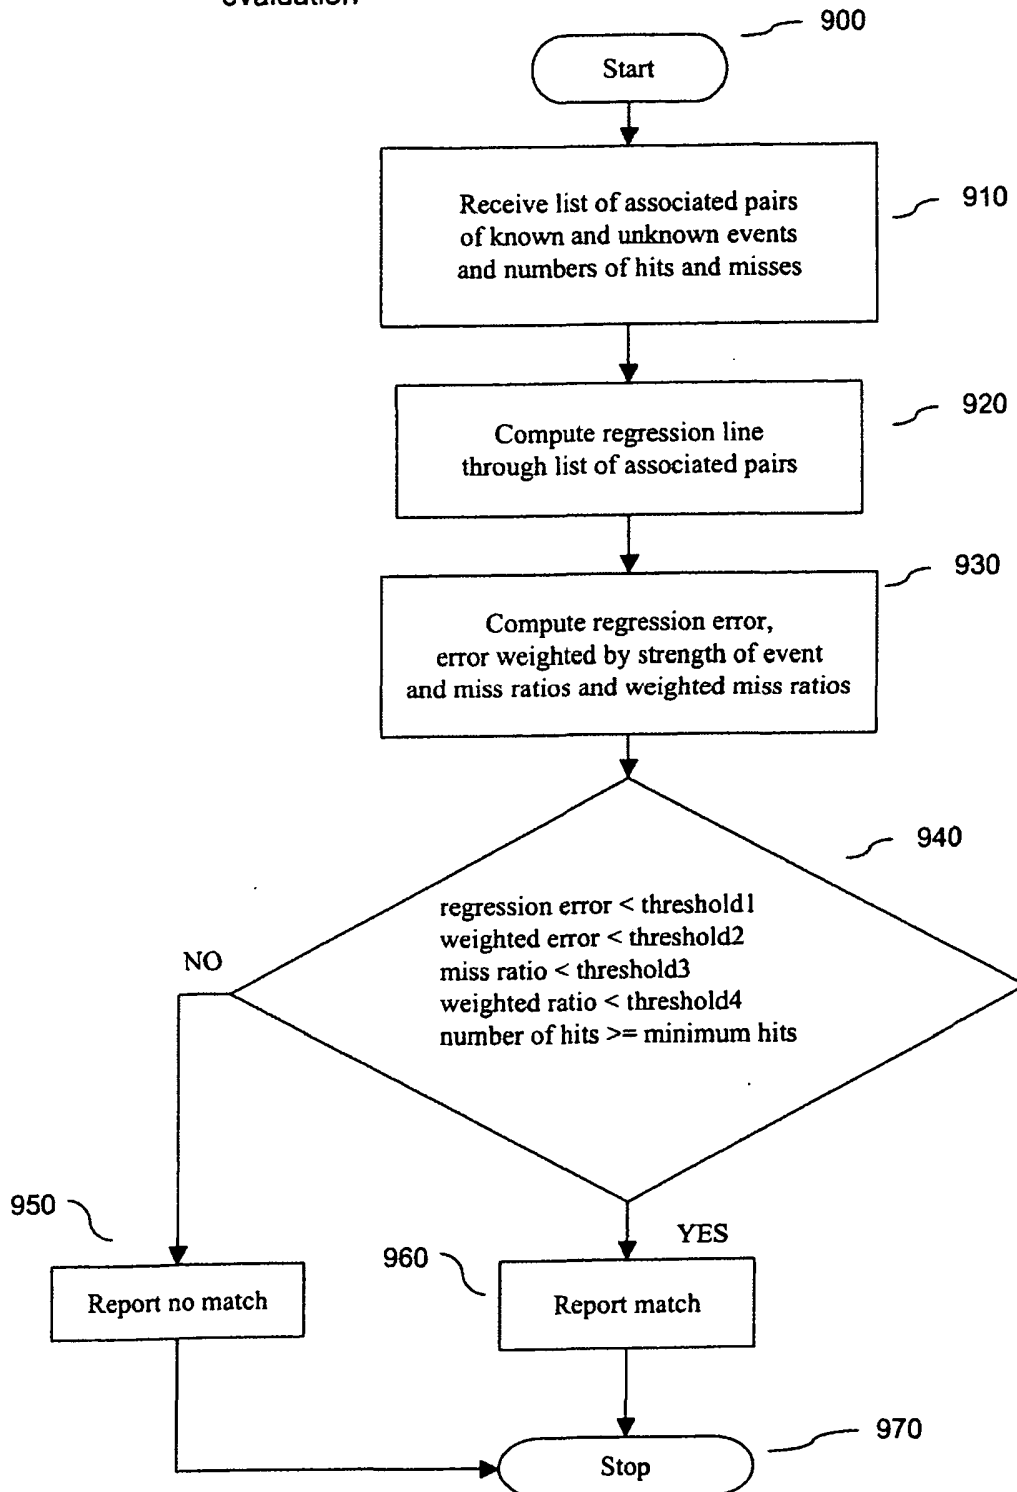 evaluation
900
Start
910
Receive list of associated pairs
of known and unknown events
and numbers of hits and misses
920
Compute regression line
through list of associated pairs
930
Compute regression error,
error weighted by strength of event
and miss ratios and weighted miss ratios
940
regression error < threshold1
weighted error < threshold2
miss ratio < threshold3
weighted ratio < threshold4
number of hits >= minimum hits
NO
YES
950
Report no match
960
Report match
970
Stop